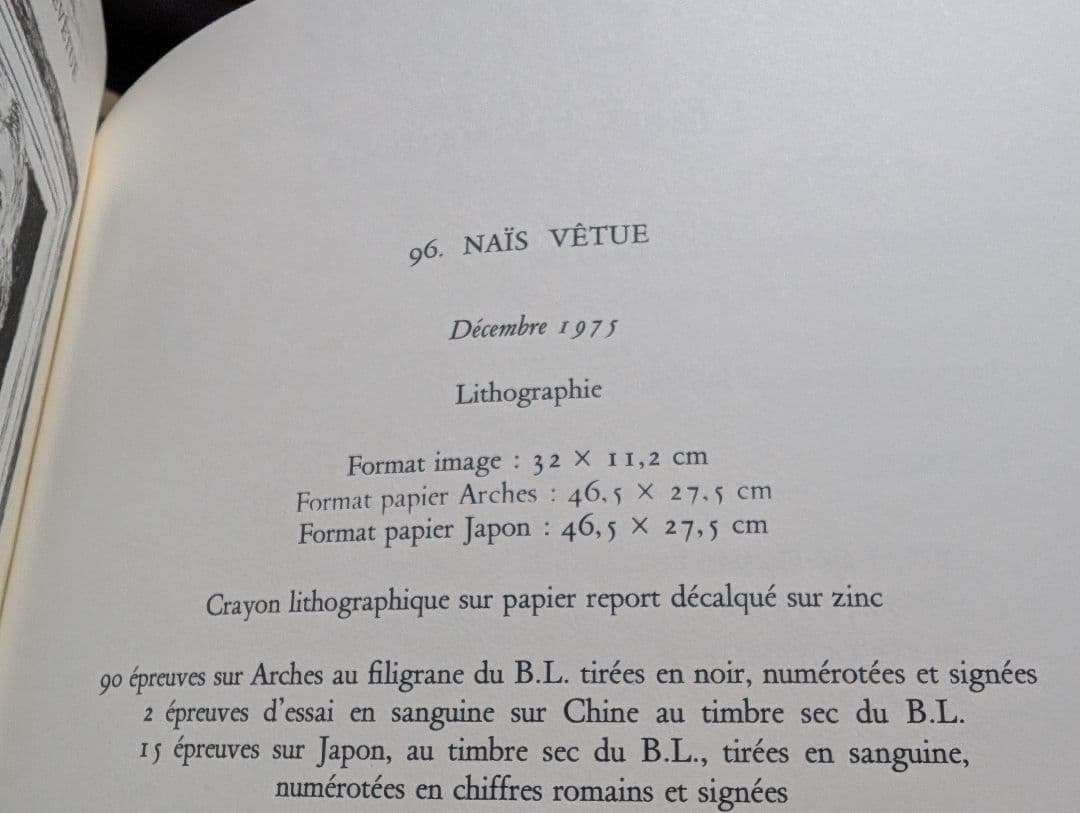 96. NAÏS VÊTUE
Décembre 1975
Lithographie
Format image : 32 × 11,2 cm
Format papier Arches : 46,5 × 27,5 cm
Format papier Japon : 46,5 × 27,5 cm
Crayon lithographique sur papier report décalqué sur zinc
90 épreuves sur Arches au filigrane du B.L. tirées en noir, numérotées et signées
2 épreuves d'essai en sanguine sur Chine au timbre sec du B.L.
15 épreuves sur Japon, au timbre sec du B.L., tirées en sanguine,
numérotées en chiffres romains et signées